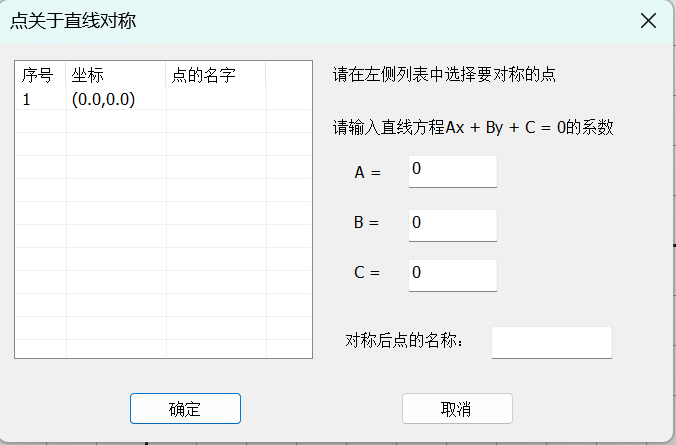 点关于直线对称
序号 坐标 点的名字
1 (0.0,0.0)
请在左侧列表中选择要对称的点
请输入直线方程Ax + By + C = 0的系数
A = 0
B = 0
C = 0
对称后点的名称：
确定 取消